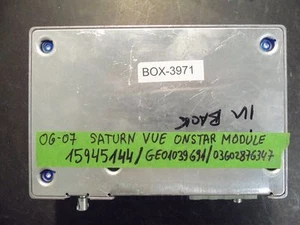 BOX-3971
IN BACK
06-07 SATURN VUE ONSTAR MODULE
15945144/GE01039691/03602876347